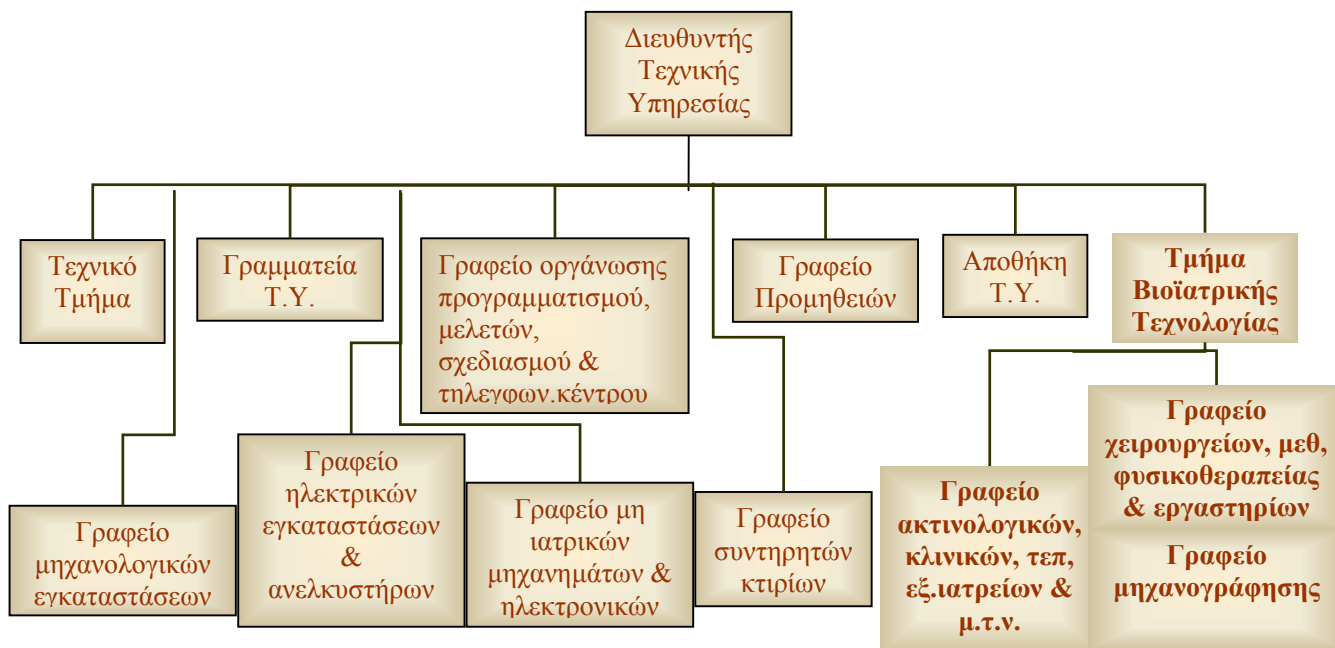 Διευθυντής
Τεχνικής
Υπηρεσίας
Τεχνικό
Τμήμα
Γραμματεία
Τ.Υ.
Γραφείο οργάνωσης
προγραμματισμού,
μελετών,
σχεδιασμού &
τηλεγφων.κέντρου
Γραφείο
Προμηθειών
Αποθήκη
Τ.Υ.
Τμήμα
Βιοϊατρικής
Τεχνολογίας
Γραφείο
μηχανολογικών
εγκαταστάσεων
Γραφείο
ηλεκτρικών
εγκαταστάσεων
&
ανελκυστήρων
Γραφείο μη
ιατρικών
μηχανημάτων &
ηλεκτρονικών
Γραφείο
συντηρητών
κτιρίων
Γραφείο
ακτινολογικών,
κλινικών, τεπ,
εξ.ιατρείων &
μ.τ.ν.
Γραφείο
χειρουργείων, μεθ,
φυσικοθεραπείας
& εργαστηρίων
Γραφείο
μηχανογράφησης